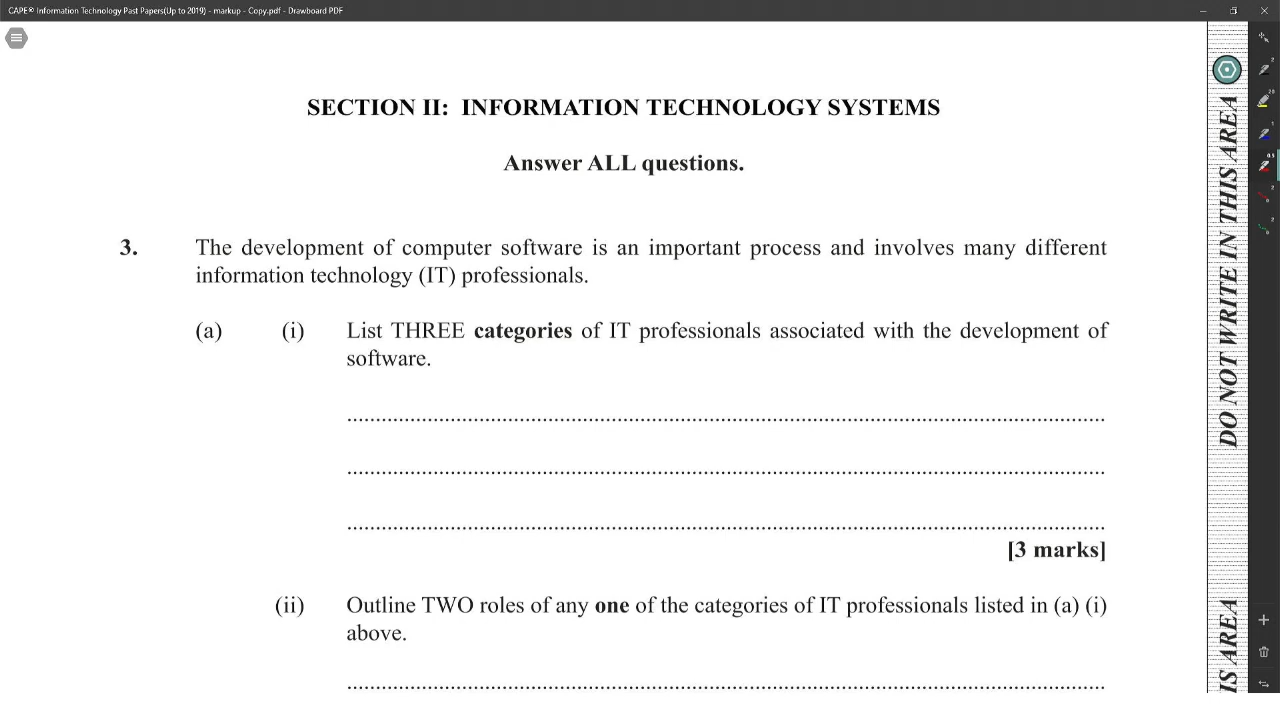 CAPE® Information Technology Past Papers(Up to 2019) - markup - Copy.pdf - Drawboard PDF
SECTION II: INFORMATION TECHNOLOGY SYSTEMS
Answer ALL questions.
3. The development of computer software is an important process and involves many different
information technology (IT) professionals.
(a) (i) List THREE categories of IT professionals associated with the development of
software.
[3 marks]
(ii) Outline TWO roles of any one of the categories of IT professionals listed in (a) (i)
above.
DO NOT WRITE IN THIS AREA
IS AREA